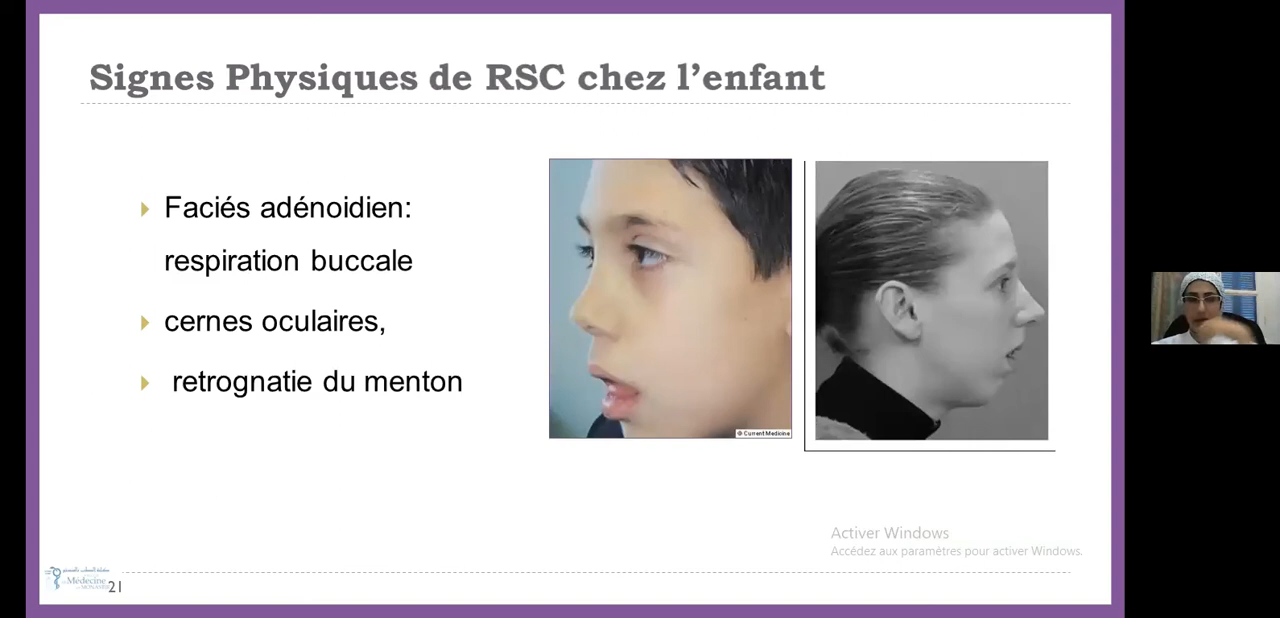 Signes Physiques de RSC chez l’enfant
Faciés adénoidien:
respiration buccale
cernes oculaires,
retrognatie du menton
© Current Medicine
Activer Windows
Accédez aux paramètres pour activer Windows.
Médecine
21